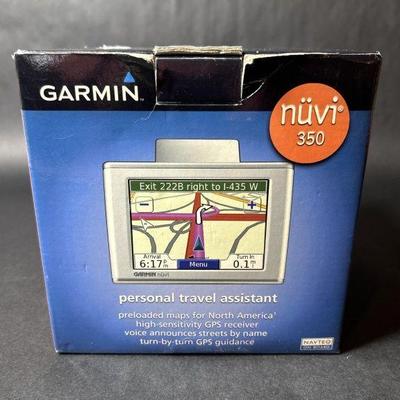 GARMIN
nüvi®
350
Exit 222B right to I-435 W
Arrival
6:17 pm
Menu
Turn In
0.1
GARMIN nüvi
personal travel assistant
preloaded maps for North America
high-sensitivity GPS receiver
voice announces streets by name
turn-by-turn GPS guidance
NAVTEQ